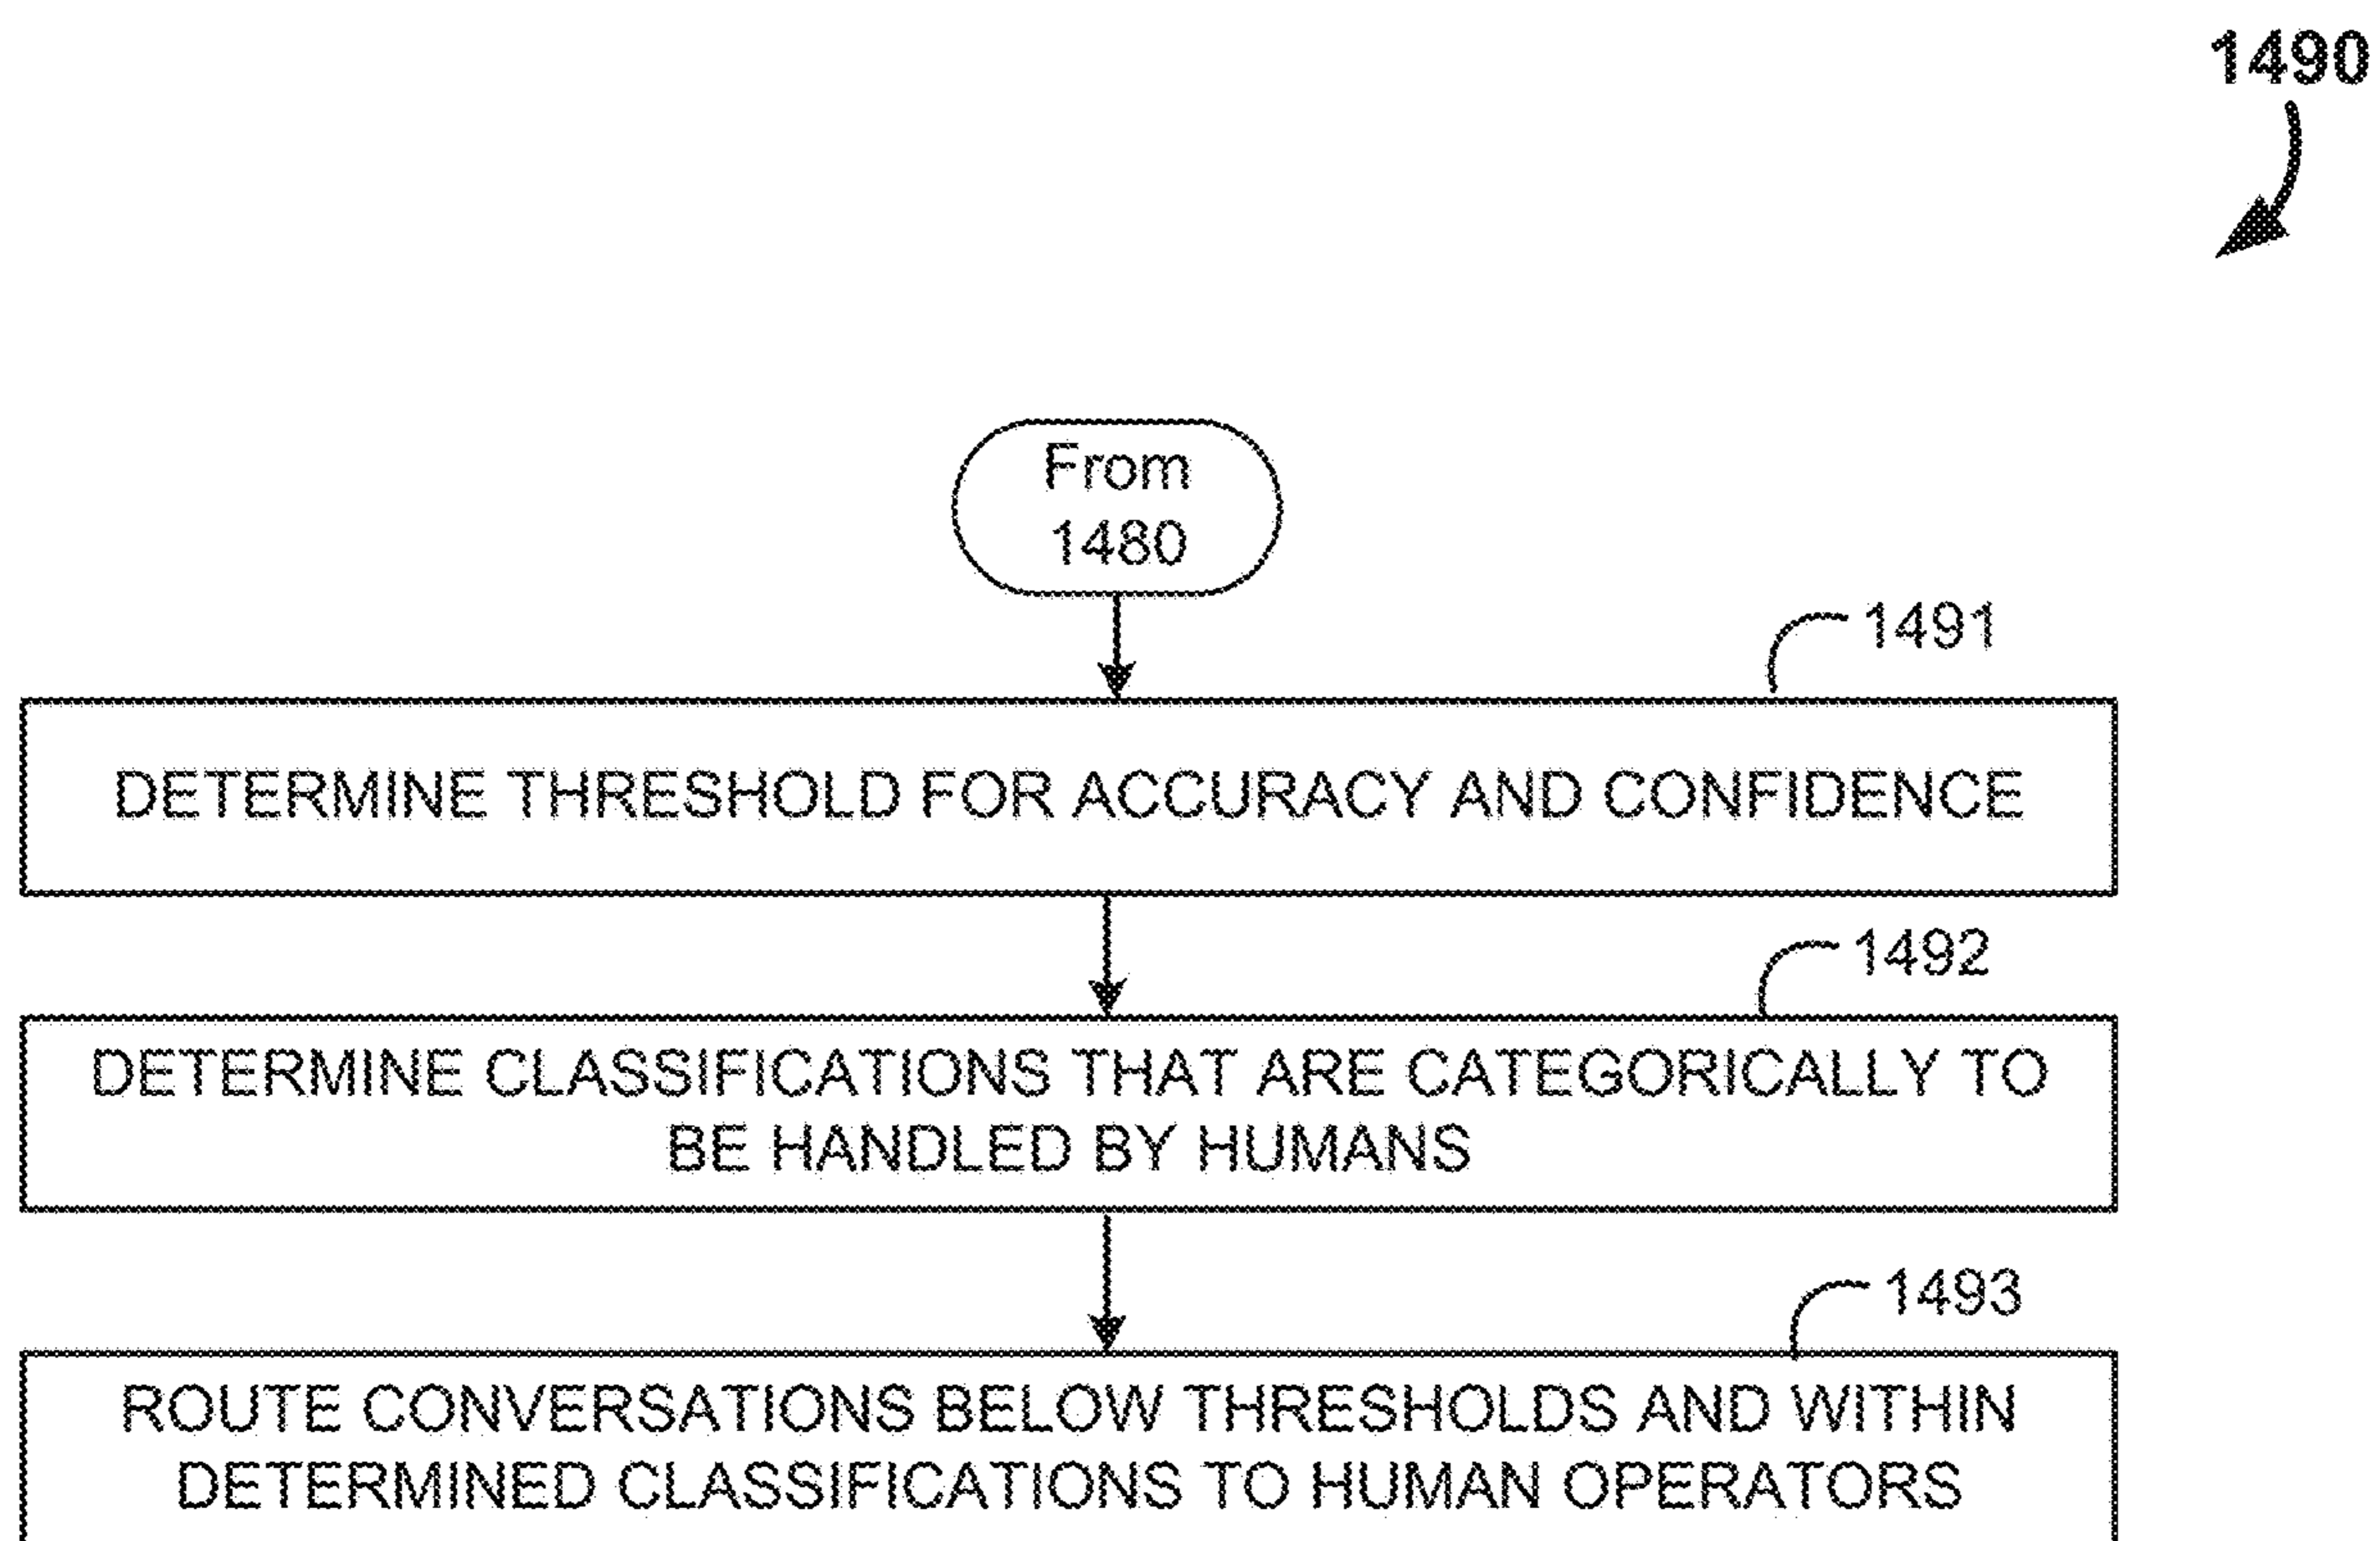 1490
From
1480
1491
DETERMINE THRESHOLD FOR ACCURACY AND CONFIDENCE
1492
DETERMINE CLASSIFICATIONS THAT ARE CATEGORICALLY TO
BE HANDLED BY HUMANS
1493
ROUTE CONVERSATIONS BELOW THRESHOLDS AND WITHIN
DETERMINED CLASSIFICATIONS TO HUMAN OPERATORS